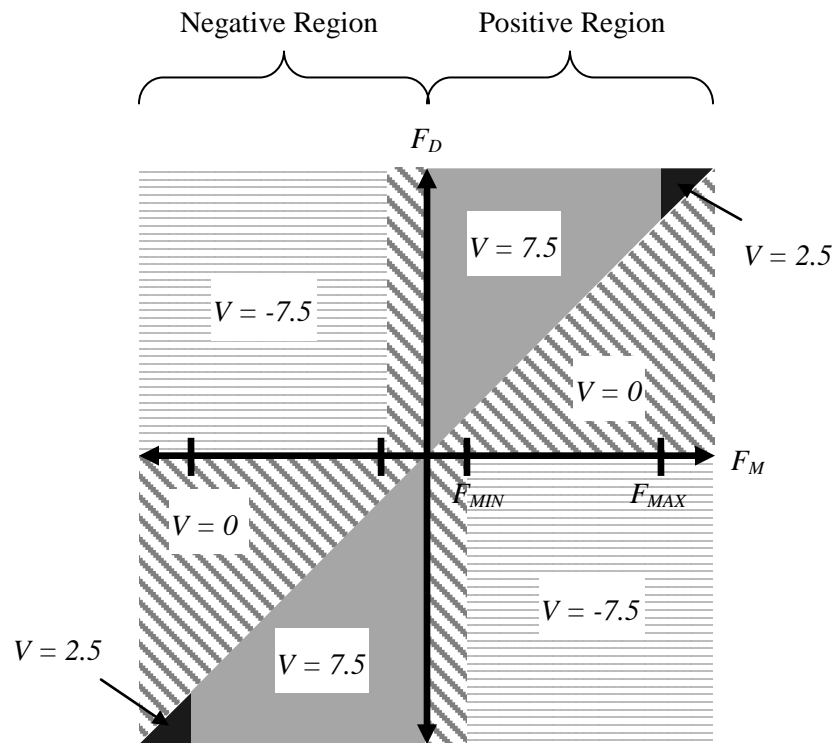 Negative Region Positive Region
F_D
V = 7.5
V = 2.5
V = -7.5
V = 0
F_M
F_MIN F_MAX
V = 0
V = -7.5
V = 2.5
V = 7.5